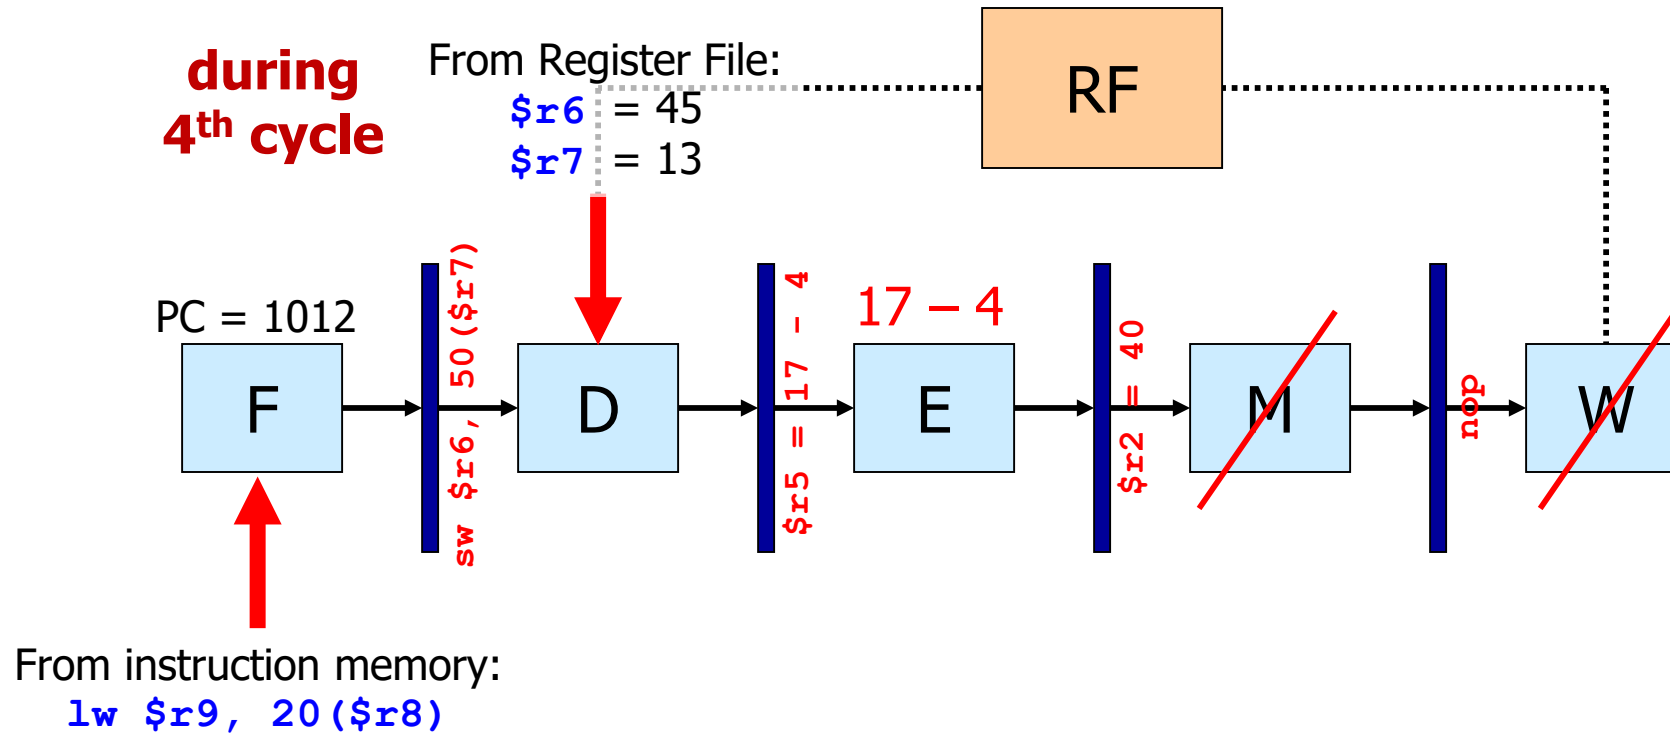 during
4th cycle
From Register File:
$r6 = 45
$r7 = 13
RF
PC = 1012
F
sw $r6, 50($r7)
D
$r5 = 17 - 4
17 – 4
E
$r2 = 40
M
nop
W
From instruction memory:
lw $r9, 20($r8)